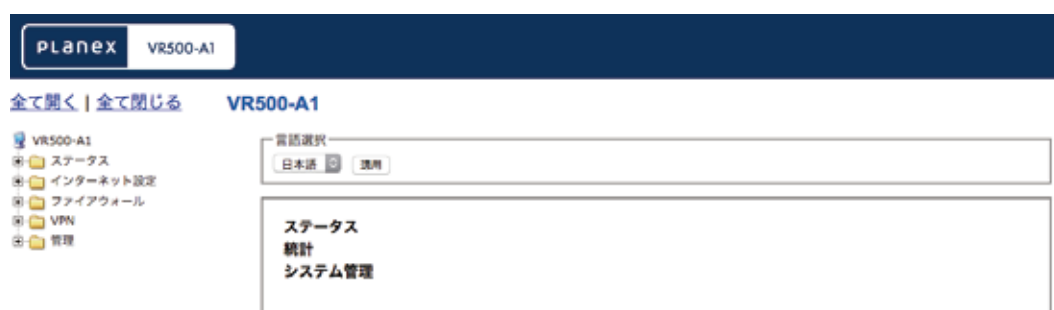 PLANEX VR500-A1
全て開く | 全て閉じる
VR500-A1
VR500-A1
ステータス
インターネット設定
ファイアウォール
VPN
管理
言語選択
日本語 適用
ステータス
統計
システム管理